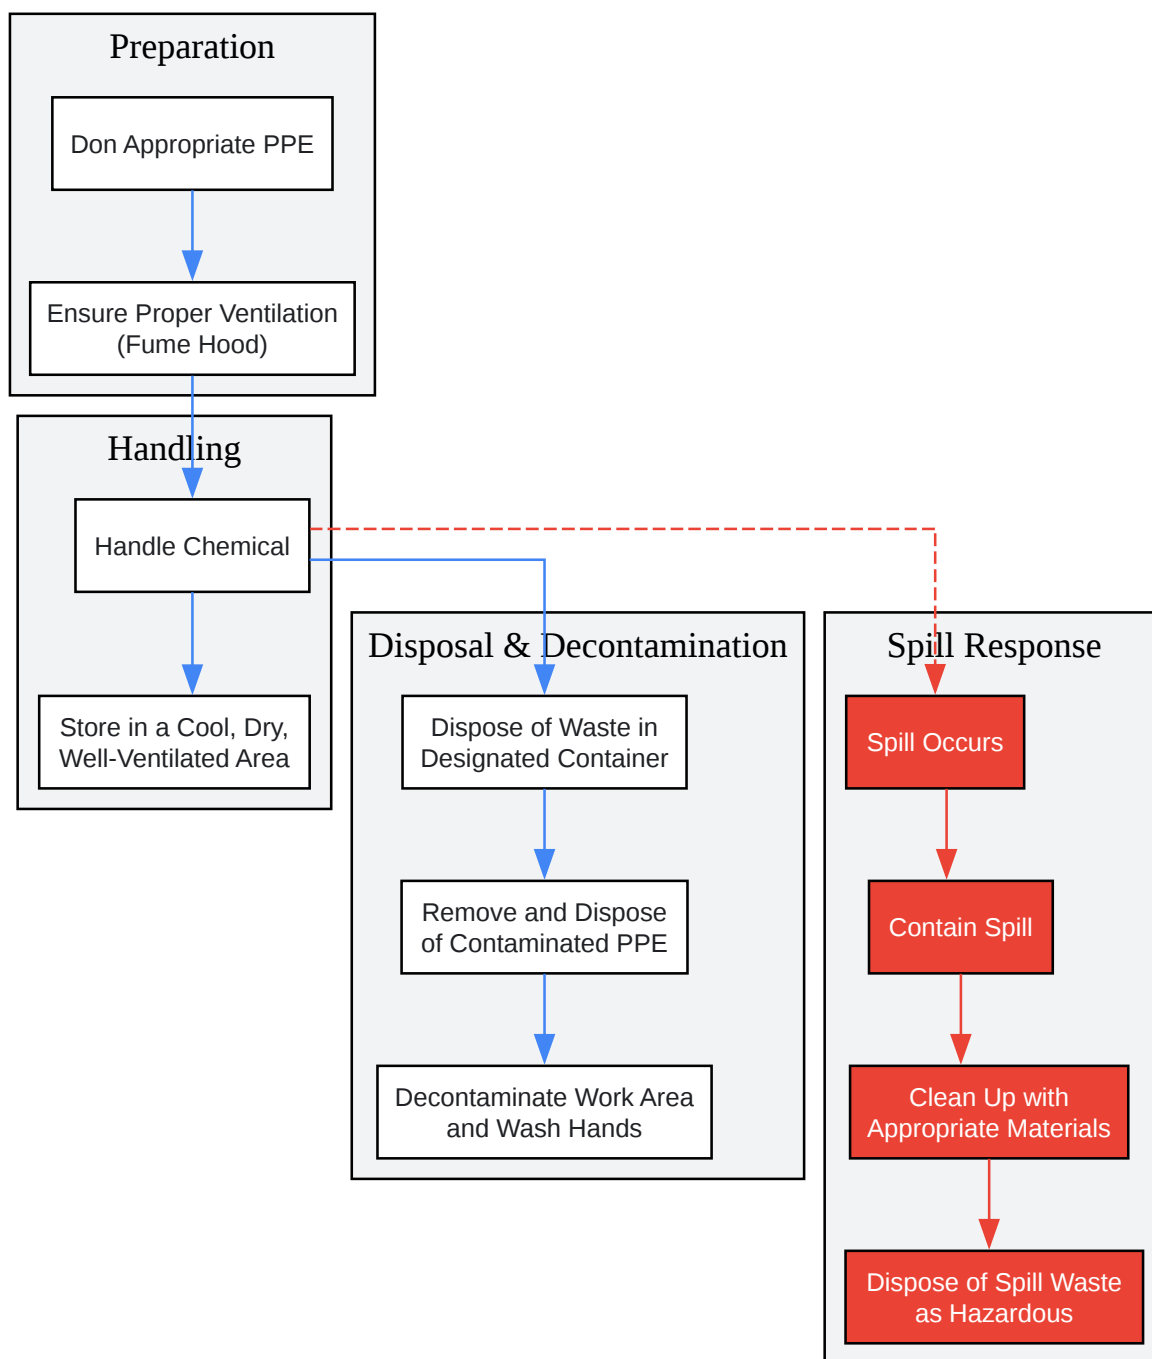 Preparation
Don Appropriate PPE
Ensure Proper Ventilation
(Fume Hood)
Handling
Handle Chemical
Store in a Cool, Dry,
Well-Ventilated Area
Disposal & Decontamination
Dispose of Waste in
Designated Container
Remove and Dispose
of Contaminated PPE
Decontaminate Work Area
and Wash Hands
Spill Response
Spill Occurs
Contain Spill
Clean Up with
Appropriate Materials
Dispose of Spill Waste
as Hazardous